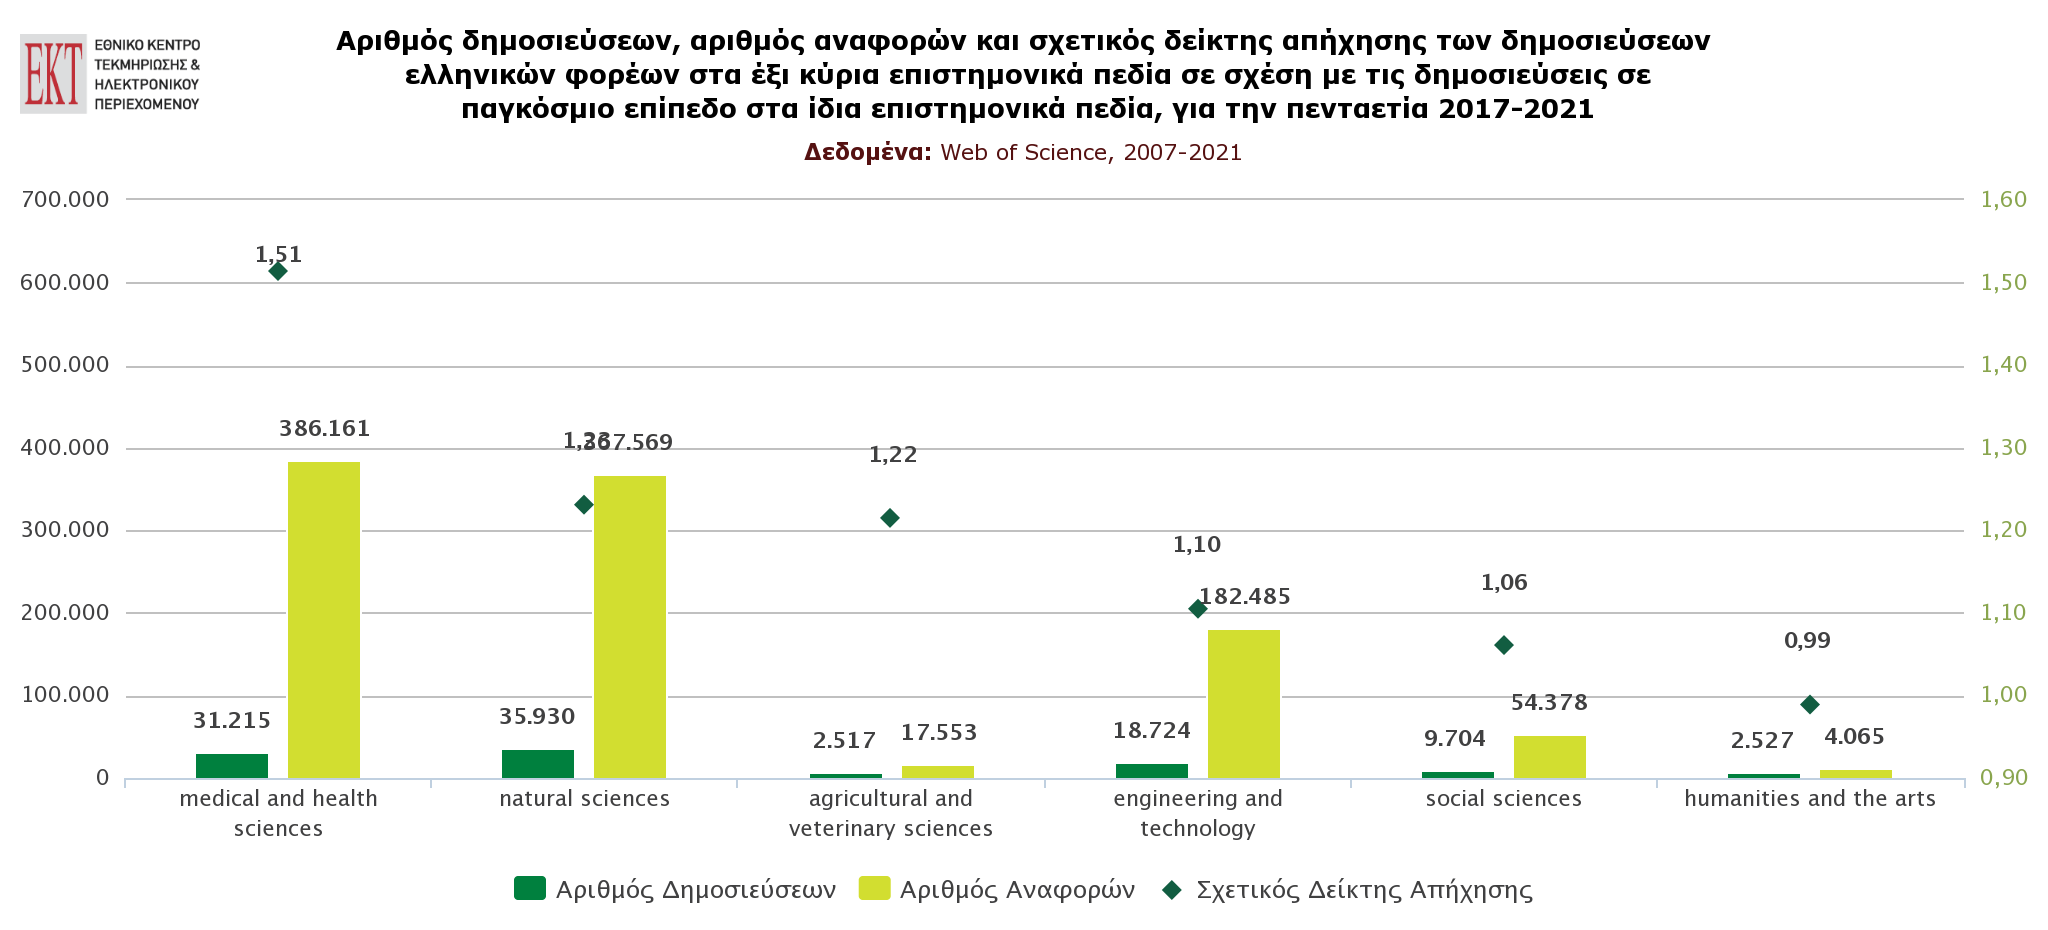 ΕΚΤ
ΕΘΝΙΚΟ ΚΕΝΤΡΟ
ΤΕΚΜΗΡΙΩΣΗΣ &
ΗΛΕΚΤΡΟΝΙΚΟΥ
ΠΕΡΙΕΧΟΜΕΝΟΥ
Αριθμός δημοσιεύσεων, αριθμός αναφορών και σχετικός δείκτης απήχησης των δημοσιεύσεων
ελληνικών φορέων στα έξι κύρια επιστημονικά πεδία σε σχέση με τις δημοσιεύσεις σε
παγκόσμιο επίπεδο στα ίδια επιστημονικά πεδία, για την πενταετία 2017-2021
Δεδομένα: Web of Science, 2007-2021
700.000
600.000
500.000
400.000
300.000
200.000
100.000
0
1,60
1,50
1,40
1,30
1,20
1,10
1,00
0,90
1,51
386.161
31.215
1,23
367.569
35.930
1,22
2.517
17.553
1,10
182.485
18.724
1,06
54.378
9.704
0,99
2.527
4.065
medical and health
sciences
natural sciences
agricultural and
veterinary sciences
engineering and
technology
social sciences
humanities and the arts
Αριθμός Δημοσιεύσεων
Αριθμός Αναφορών
Σχετικός Δείκτης Απήχησης